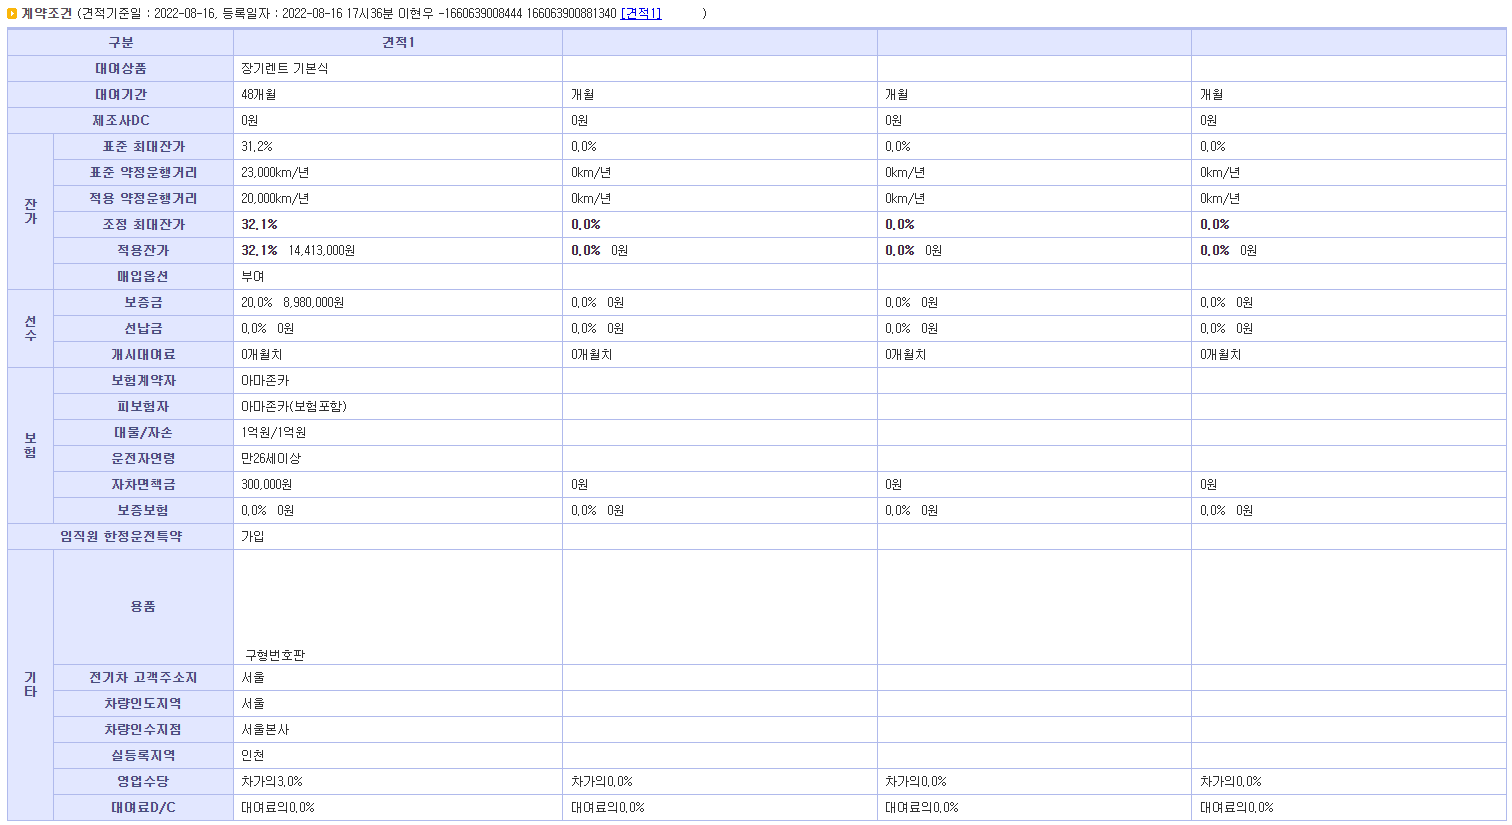 계약조건 (견적기준일 : 2022-08-16, 등록일자 : 2022-08-16 17시36분 이현우 -1660639008444 166063900881340 [견적1] )
구분 견적1
대여상품 장기렌트 기본식
대여기간 48개월 개월 개월 개월
제조사DC 0원 0원 0원 0원
잔가
표준 최대잔가 31.2% 0.0% 0.0% 0.0%
표준 약정운행거리 23,000km/년 0km/년 0km/년 0km/년
적용 약정운행거리 20,000km/년 0km/년 0km/년 0km/년
조정 최대잔가 32.1% 0.0% 0.0% 0.0%
적용잔가 32.1% 14,413,000원 0.0% 0원 0.0% 0원 0.0% 0원
매입옵션 부여
선수
보증금 20.0% 8,980,000원 0.0% 0원 0.0% 0원 0.0% 0원
선납금 0.0% 0원 0.0% 0원 0.0% 0원 0.0% 0원
개시대여료 0개월치 0개월치 0개월치 0개월치
보험
보험계약자 아마존카
피보험자 아마존카(보험포함)
대물/자손 1억원/1억원
운전자연령 만26세이상
자차면책금 300,000원 0원 0원 0원
보증보험 0.0% 0원 0.0% 0원 0.0% 0원 0.0% 0원
임직원 한정운전특약 가입
기타
용품 구형번호판
전기차 고객주소지 서울
차량인도지역 서울
차량인수지점 서울본사
실등록지역 인천
영업수당 차가의3.0% 차가의0.0% 차가의0.0% 차가의0.0%
대여료D/C 대여료의0.0% 대여료의0.0% 대여료의0.0% 대여료의0.0%